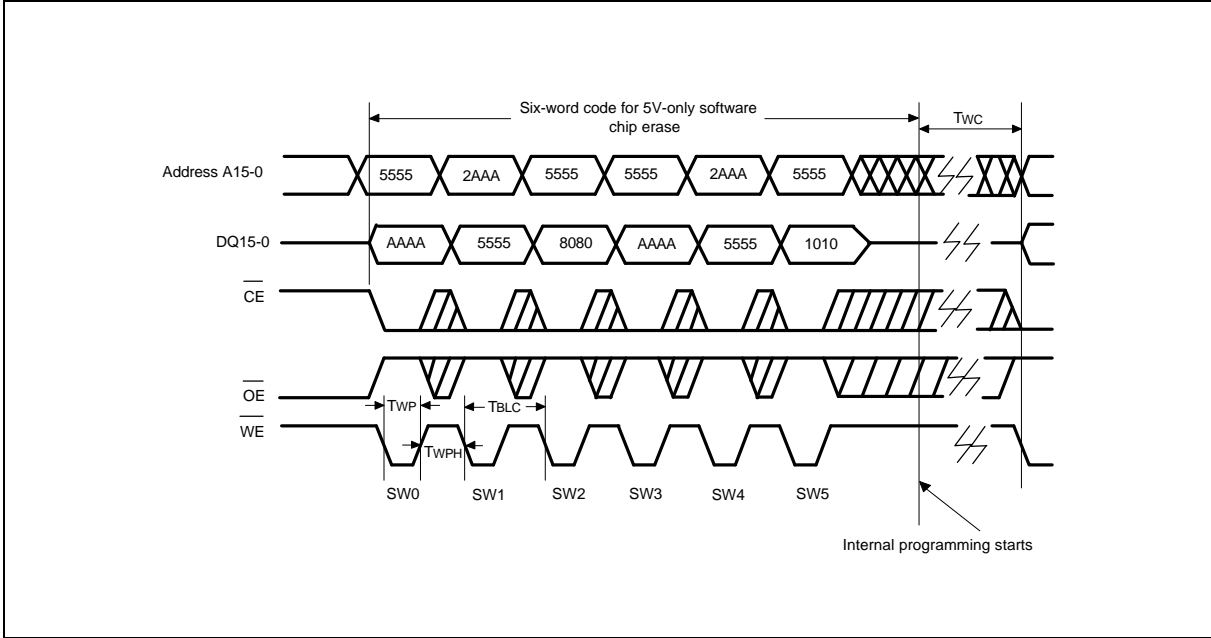 Six-word code for 5V-only software
chip erase
TWC
Address A15-0
5555
2AAA
5555
5555
2AAA
5555
DQ15-0
AAAA
5555
8080
AAAA
5555
1010
CE
OE
TWP
TBLC
WE
TWPH
SW0
SW1
SW2
SW3
SW4
SW5
Internal programming starts